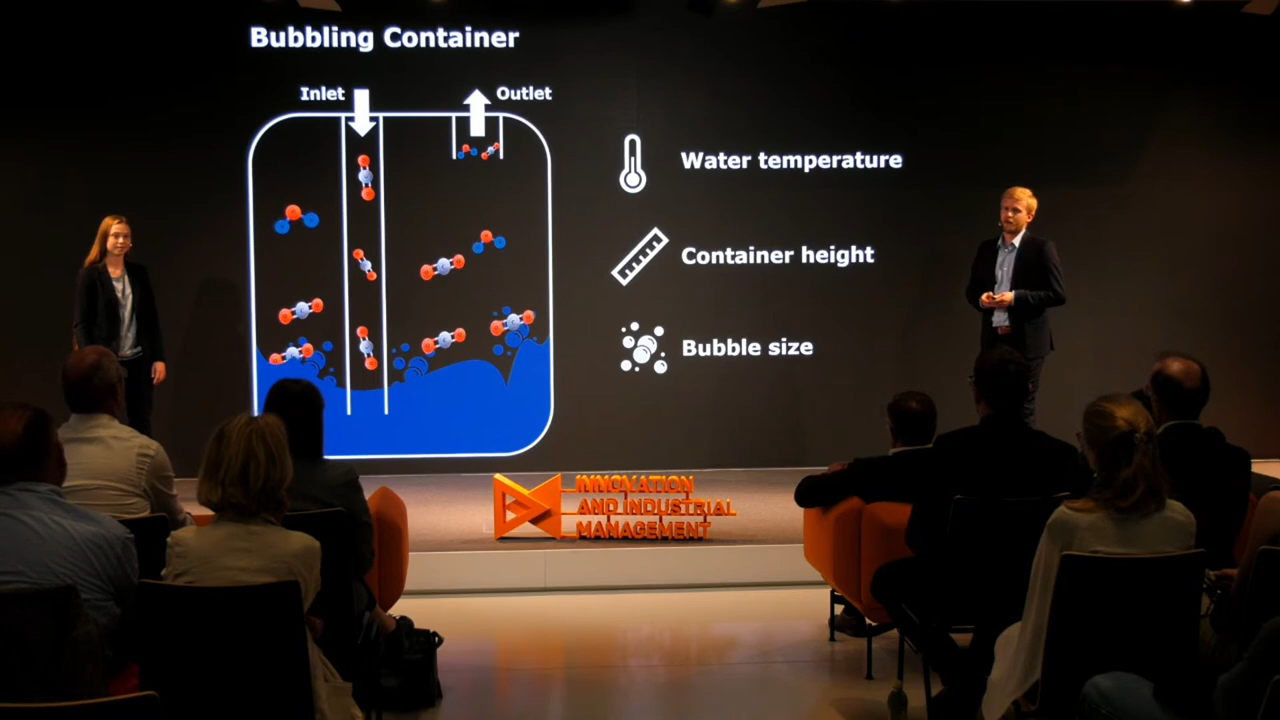 Bubbling Container
Inlet
Outlet
Water temperature
Container height
Bubble size
INNOVATION
AND INDUSTRIAL
MANAGEMENT